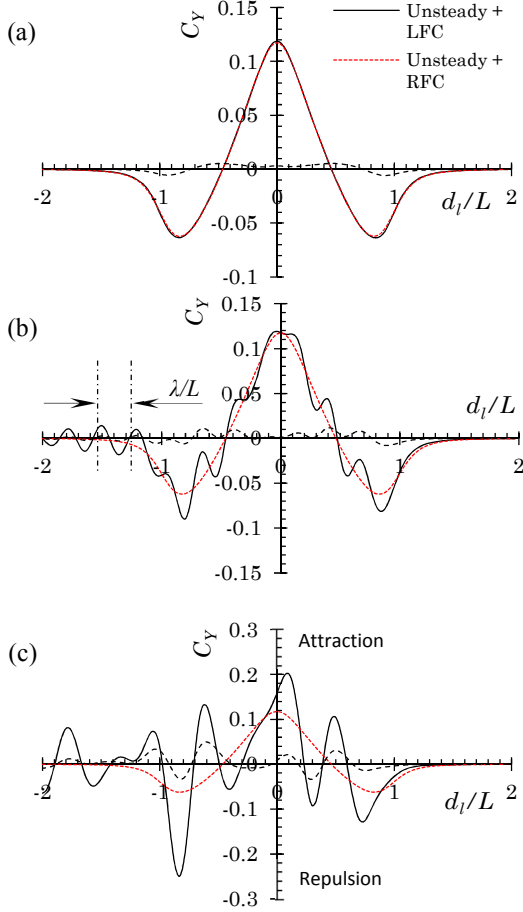 (a)
C_Y
0.15
0.1
0.05
0
-0.05
-0.1
-2 -1 0 1 2
d_l/L
Unsteady +
LFC
Unsteady +
RFC
(b)
C_Y
0.15
0.1
0.05
0
-0.05
-0.1
-0.15
-2 -1 0 1 2
d_l/L
λ/L
(c)
C_Y
0.3
0.2
0.1
0
-0.1
-0.2
-0.3
-2 -1 0 1 2
d_l/L
Attraction
Repulsion